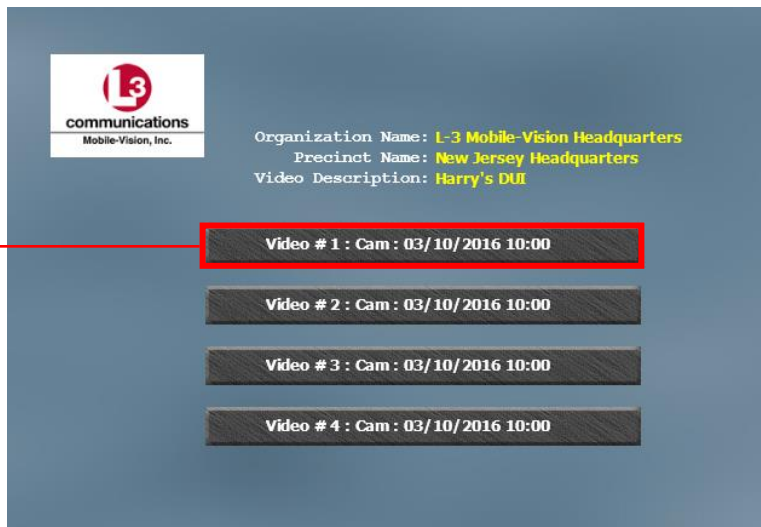 L3
communications
Mobile-Vision, Inc.
Organization Name: L-3 Mobile-Vision Headquarters
Precinct Name: New Jersey Headquarters
Video Description: Harry's DUI
Video # 1 : Cam : 03/10/2016 10:00
Video # 2 : Cam : 03/10/2016 10:00
Video # 3 : Cam : 03/10/2016 10:00
Video # 4 : Cam : 03/10/2016 10:00